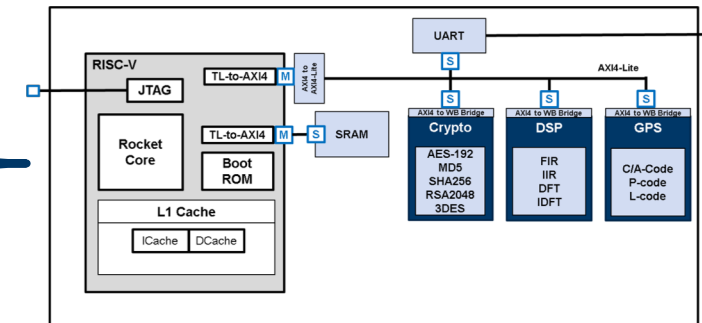 UART
S
RISC-V
TL-to-AXI4
M
AXI4 to
AXI4-Lite
AXI4-Lite
JTAG
S
S
S
AXI4 to WB Bridge
AXI4 to WB Bridge
AXI4 to WB Bridge
Crypto
DSP
GPS
TL-to-AXI4
M
S
SRAM
Rocket
Core
Boot
ROM
AES-192
MD5
SHA256
RSA2048
3DES
FIR
IIR
DFT
IDFT
C/A-Code
P-code
L-code
L1 Cache
ICache
DCache